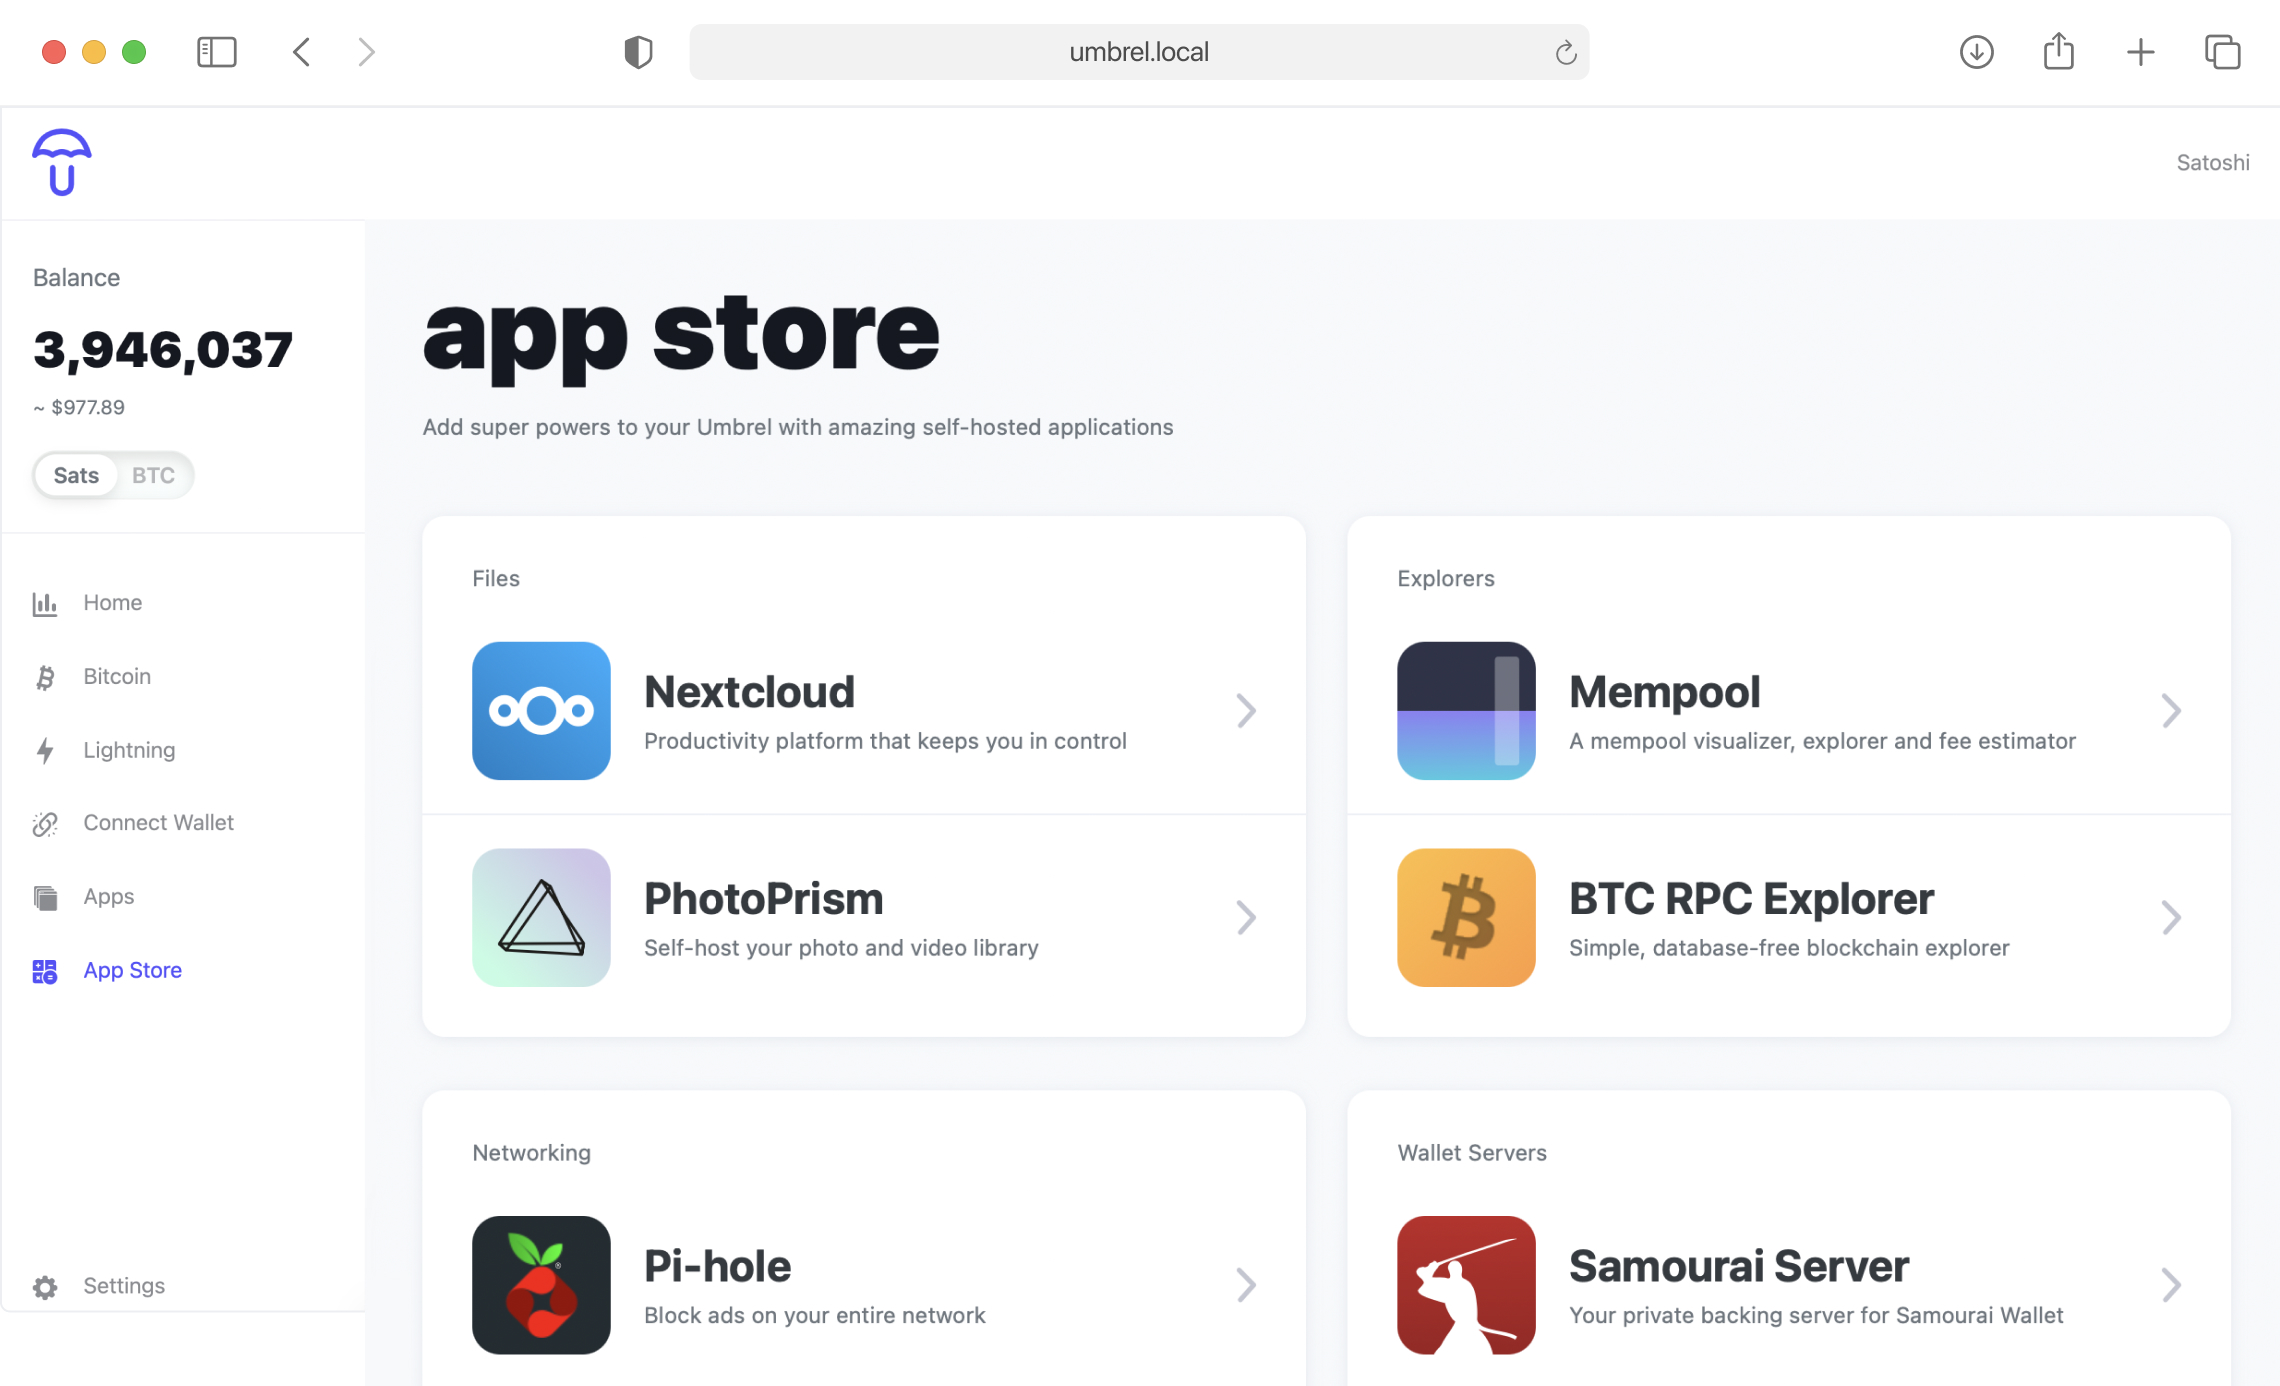 umbrel.local
Satoshi
Balance
3,946,037
~ $977.89
Sats BTC
Home
Bitcoin
Lightning
Connect Wallet
Apps
App Store
Settings
app store
Add super powers to your Umbrel with amazing self-hosted applications
Files
Nextcloud
Productivity platform that keeps you in control
PhotoPrism
Self-host your photo and video library
Explorers
Mempool
A mempool visualizer, explorer and fee estimator
BTC RPC Explorer
Simple, database-free blockchain explorer
Networking
Pi-hole
Block ads on your entire network
Wallet Servers
Samourai Server
Your private backing server for Samourai Wallet